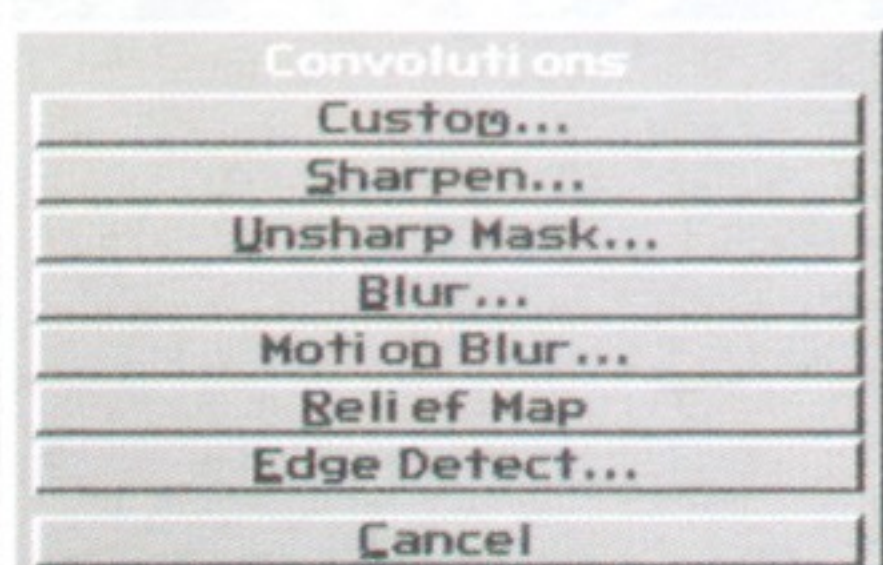 Convolutions
Custom...
Sharpen...
Unsharp Mask...
Blur...
Motion Blur...
Relief Map
Edge Detect...
Cancel